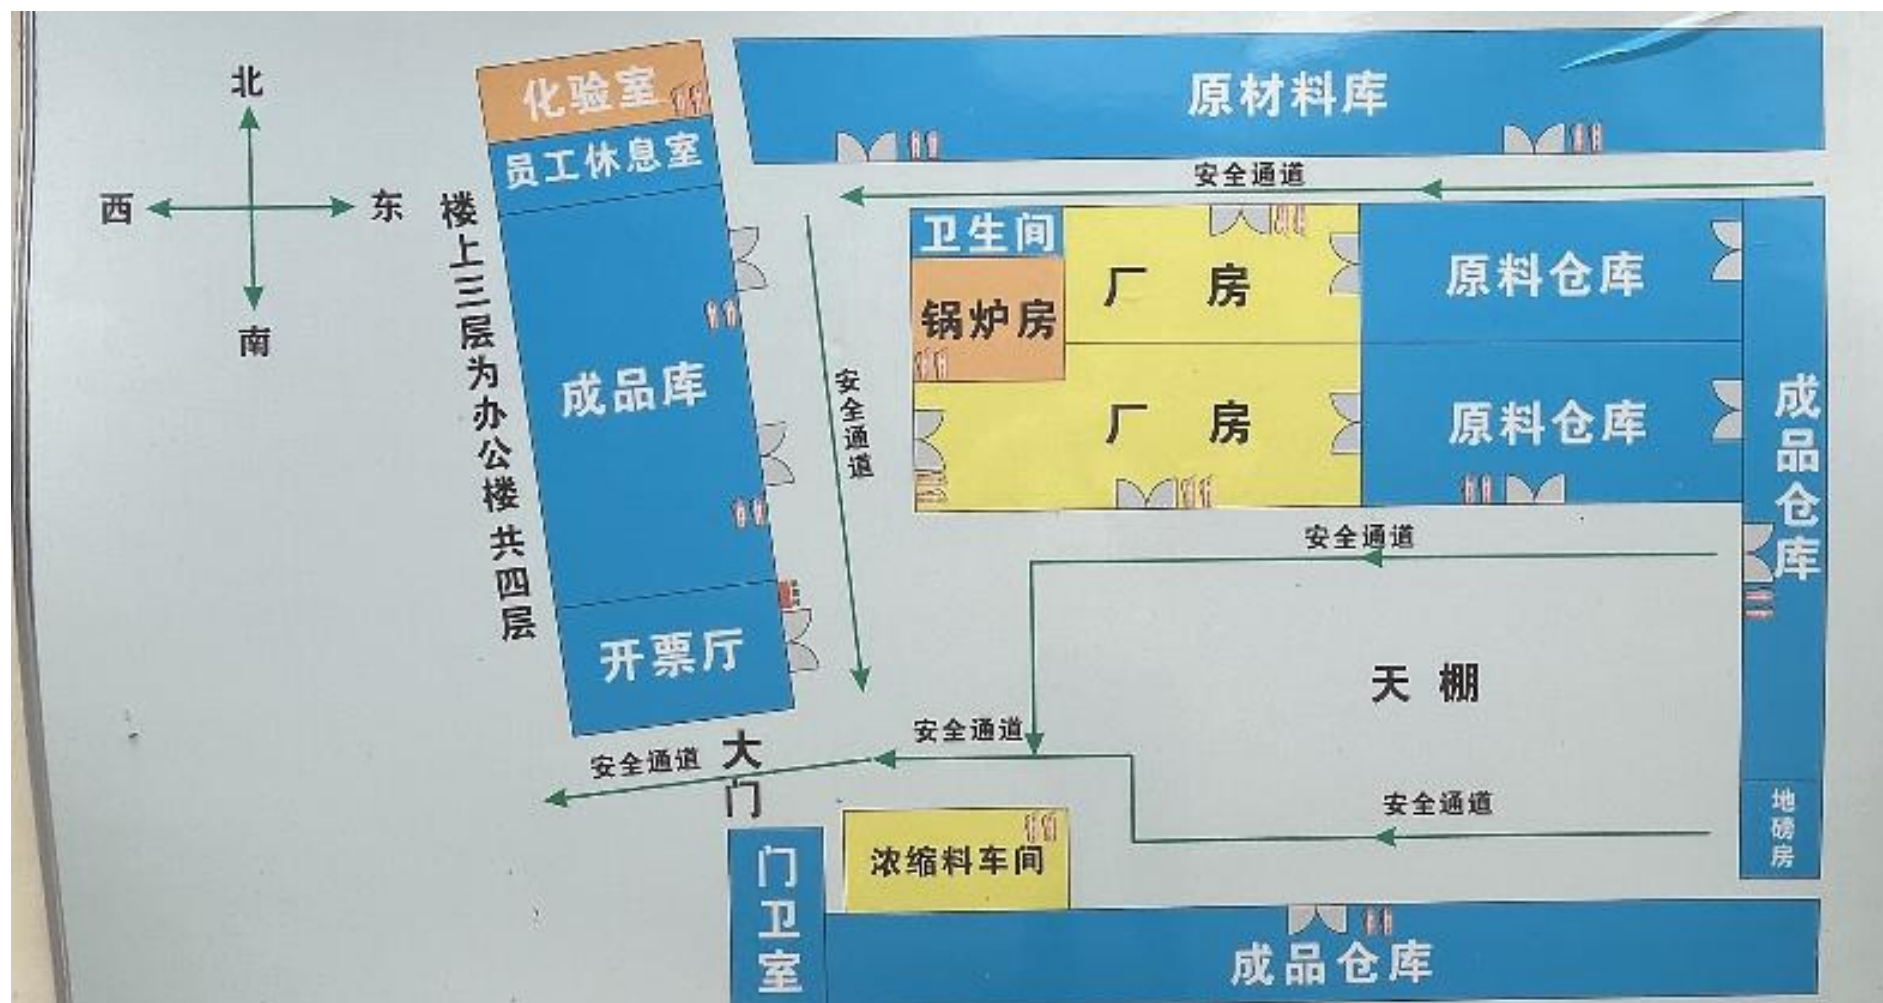 北
西
东
南
楼上三层为办公楼 共四层
化验室
员工休息室
成品库
开票厅
原材料库
安全通道
卫生间
锅炉房
厂 房
原料仓库
厂 房
原料仓库
成品仓库
安全通道
安全通道
天 棚
安全通道
安全通道
大门
安全通道
地磅房
门卫室
浓缩料车间
成品仓库